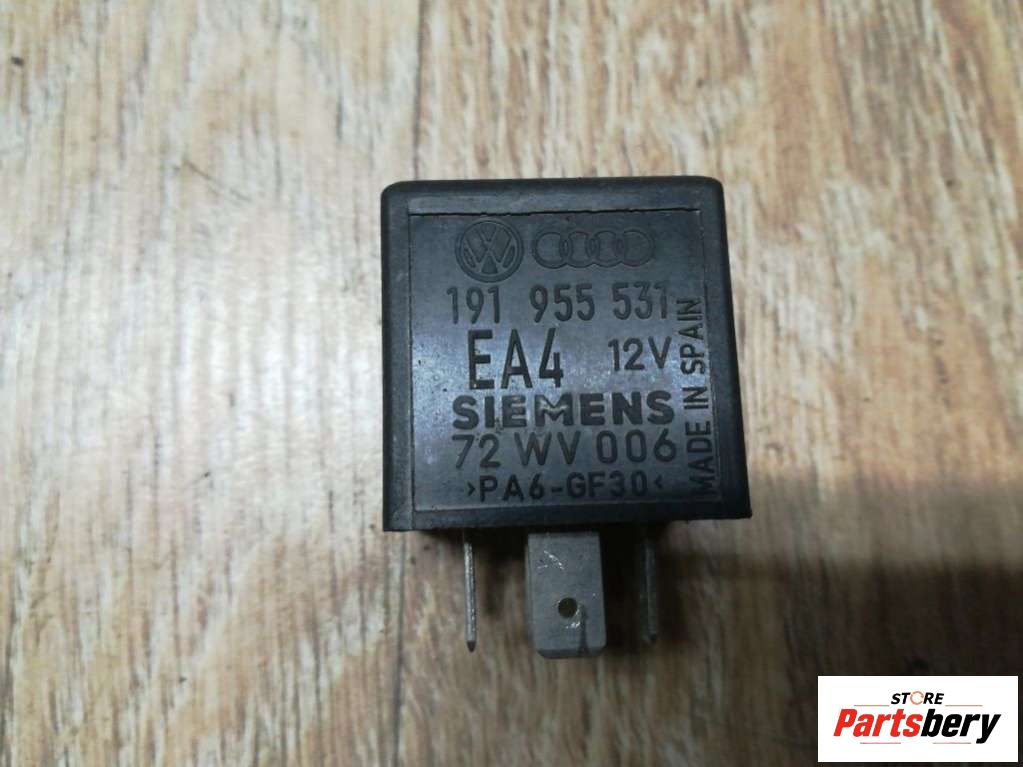 191 955 531
EA4 12V
SIEMENS
72 WV 006
>PA6-GF30<
MADE IN SPAIN
STORE
Partsbery